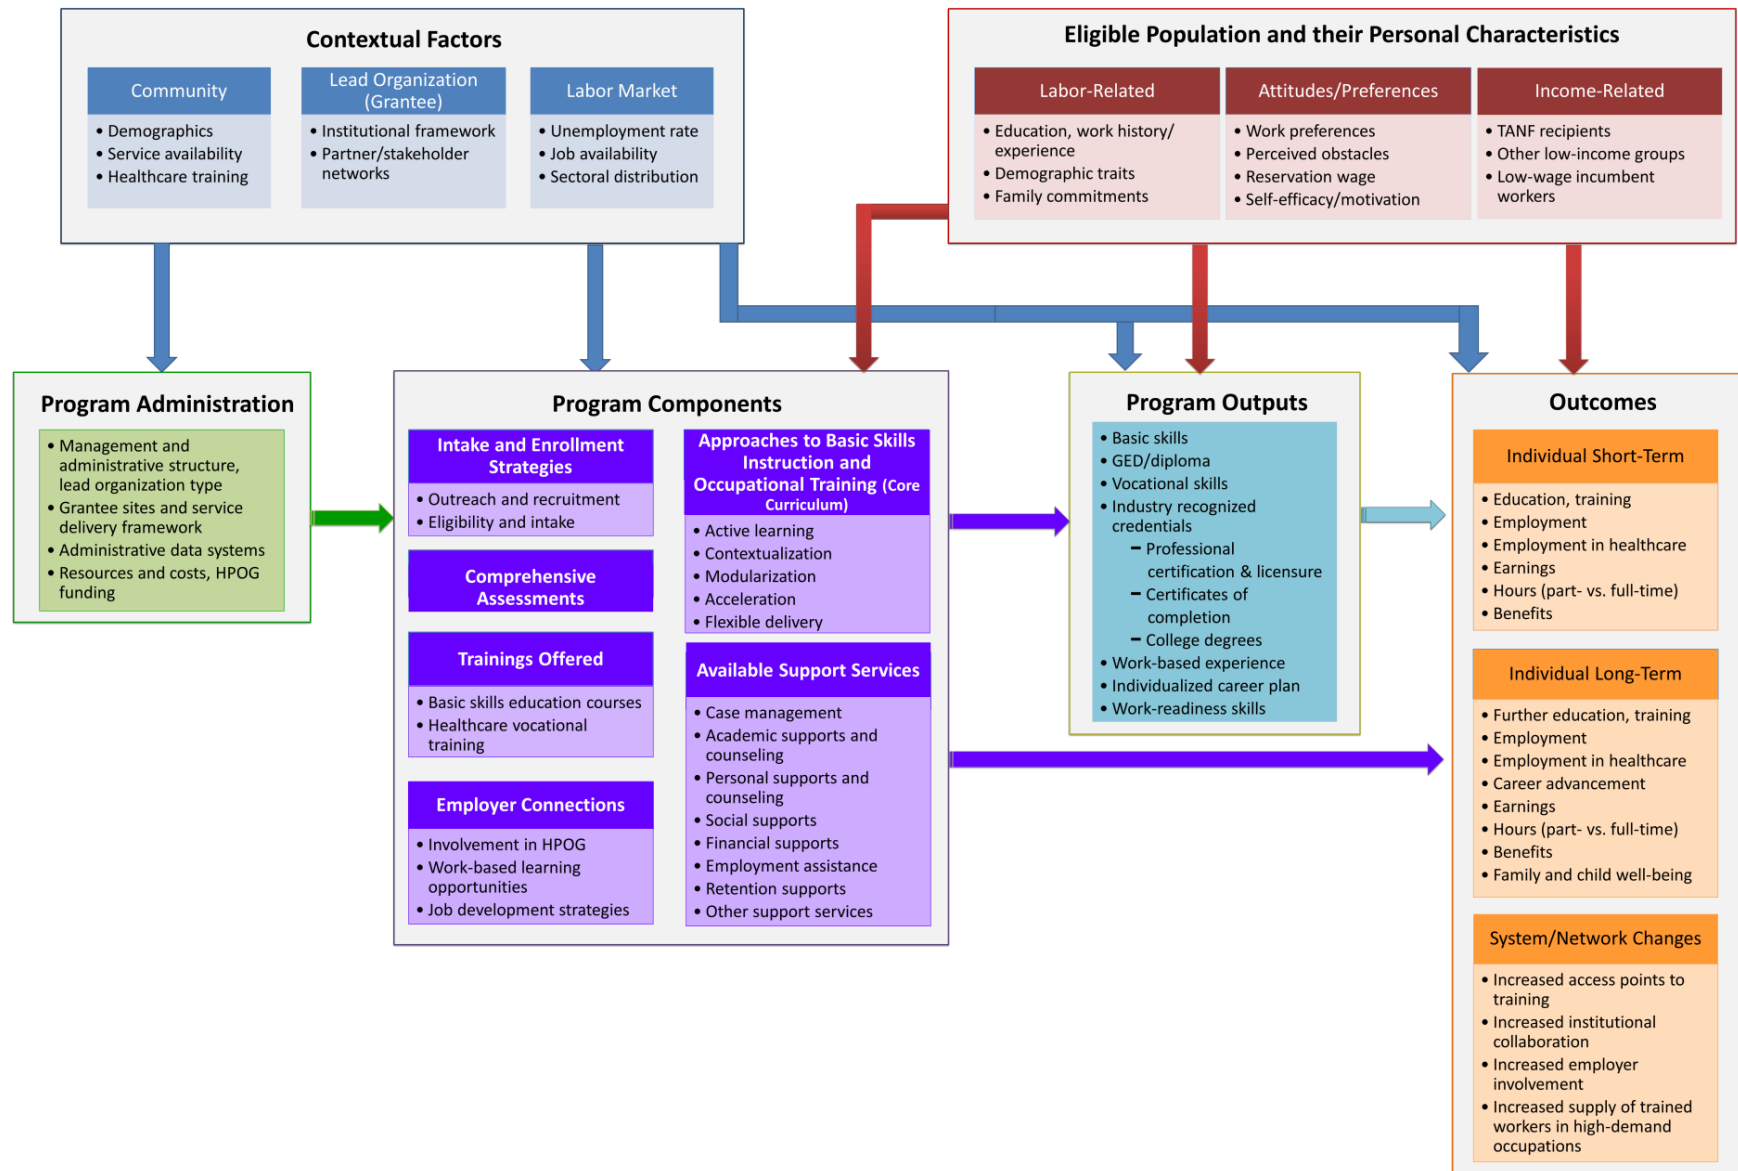 Contextual Factors
Community
• Demographics
• Service availability
• Healthcare training
Lead Organization
(Grantee)
• Institutional framework
• Partner/stakeholder
networks
Labor Market
• Unemployment rate
• Job availability
• Sectoral distribution
Eligible Population and their Personal Characteristics
Labor-Related
• Education, work history/
experience
• Demographic traits
• Family commitments
Attitudes/Preferences
• Work preferences
• Perceived obstacles
• Reservation wage
• Self-efficacy/motivation
Income-Related
• TANF recipients
• Other low-income groups
• Low-wage incumbent
workers
Program Administration
• Management and
administrative structure,
lead organization type
• Grantee sites and service
delivery framework
• Administrative data systems
• Resources and costs, HPOG
funding
Program Components
Intake and Enrollment
Strategies
• Outreach and recruitment
• Eligibility and intake
Comprehensive
Assessments
Trainings Offered
• Basic skills education courses
• Healthcare vocational
training
Employer Connections
• Involvement in HPOG
• Work-based learning
opportunities
• Job development strategies
Approaches to Basic Skills
Instruction and
Occupational Training (Core
Curriculum)
• Active learning
• Contextualization
• Modularization
• Acceleration
• Flexible delivery
Available Support Services
• Case management
• Academic supports and
counseling
• Personal supports and
counseling
• Social supports
• Financial supports
• Employment assistance
• Retention supports
• Other support services
Program Outputs
• Basic skills
• GED/diploma
• Vocational skills
• Industry recognized
credentials
– Professional
certification & licensure
– Certificates of
completion
– College degrees
• Work-based experience
• Individualized career plan
• Work-readiness skills
Outcomes
Individual Short-Term
• Education, training
• Employment
• Employment in healthcare
• Earnings
• Hours (part- vs. full-time)
• Benefits
Individual Long-Term
• Further education, training
• Employment
• Employment in healthcare
• Career advancement
• Earnings
• Hours (part- vs. full-time)
• Benefits
• Family and child well-being
System/Network Changes
• Increased access points to
training
• Increased institutional
collaboration
• Increased employer
involvement
• Increased supply of trained
workers in high-demand
occupations